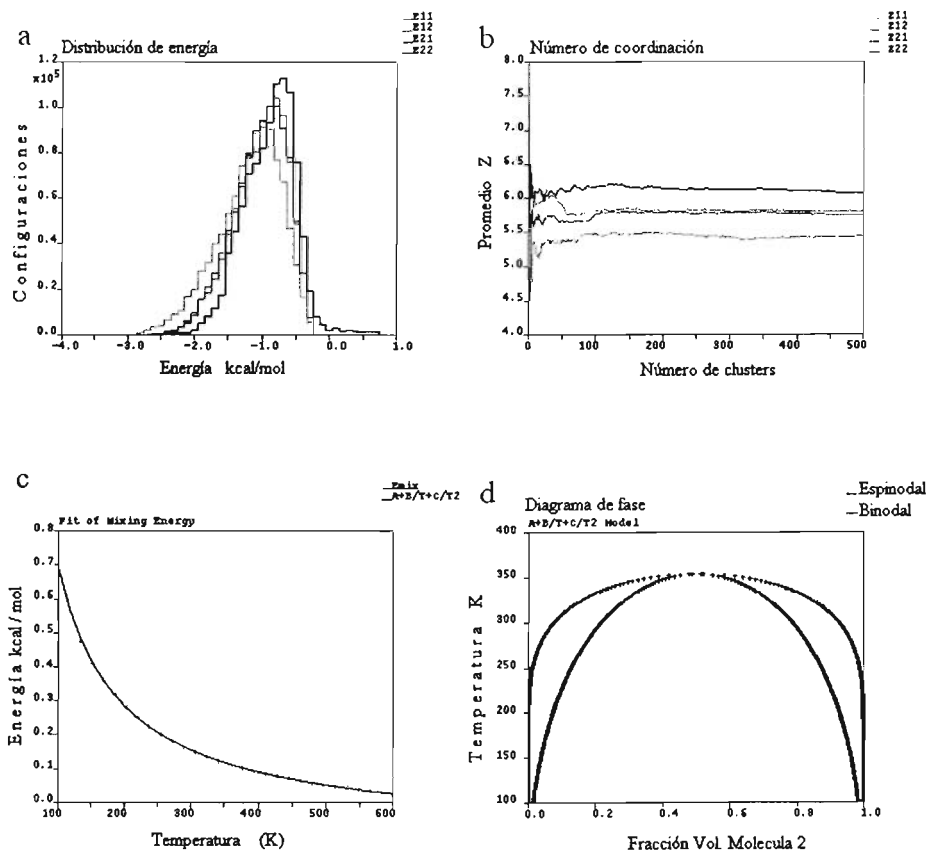 a
Distribución de energía
Z11
Z12
Z21
Z22
1.2
x10⁵
1.0
0.8
0.6
0.4
0.2
0.0
Configuraciones
-4.0 -3.0 -2.0 -1.0 0.0 1.0
Energía kcal/mol
b
Número de coordinación
Z11
Z12
Z21
Z22
8.0
7.5
7.0
6.5
6.0
5.5
5.0
4.5
4.0
Promedio Z
0 100 200 300 400 500
Número de clusters
c
Emix
A+B/T+C/T2
Fit of Mixing Energy
0.8
0.7
0.6
0.5
0.4
0.3
0.2
0.1
0.0
Energía kcal/mol
100 200 300 400 500 600
Temperatura (K)
d
Diagrama de fase
A+B/T+C/T2 Model
Espinodal
Binodal
400
350
300
250
200
150
100
Temperatura K
0.0 0.2 0.4 0.6 0.8 1.0
Fracción Vol. Molecula 2